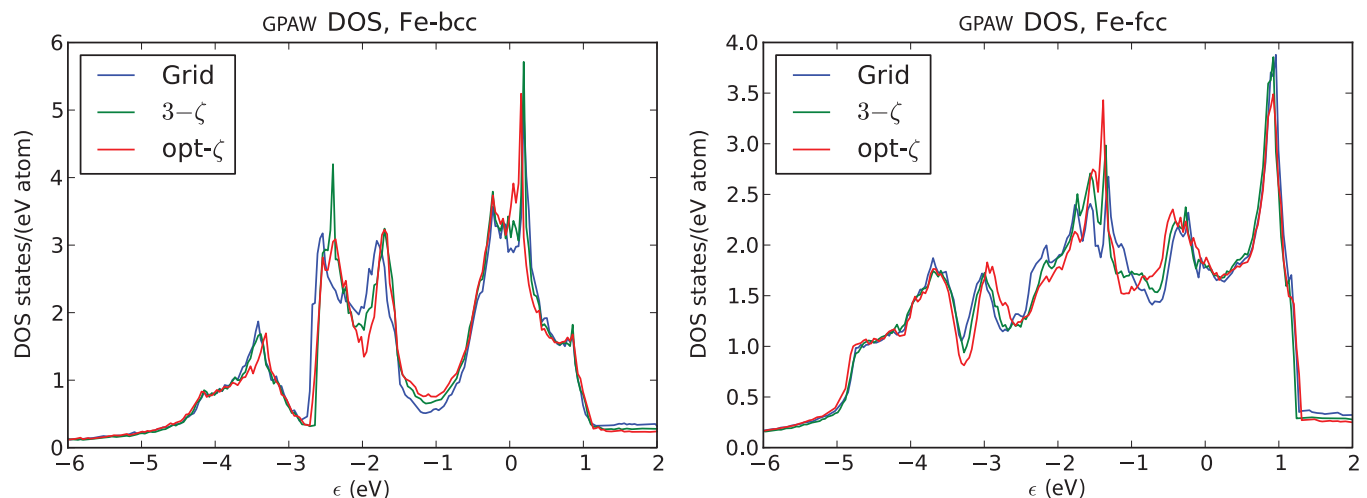 GPAW DOS, Fe-bcc
6
5
4
3
2
1
0
DOS states/(eV atom)
Grid
3−ζ
opt-ζ
−6 −5 −4 −3 −2 −1 0 1 2
ϵ (eV)
GPAW DOS, Fe-fcc
4.0
3.5
3.0
2.5
2.0
1.5
1.0
0.5
0.0
DOS states/(eV atom)
Grid
3−ζ
opt-ζ
−6 −5 −4 −3 −2 −1 0 1 2
ϵ (eV)